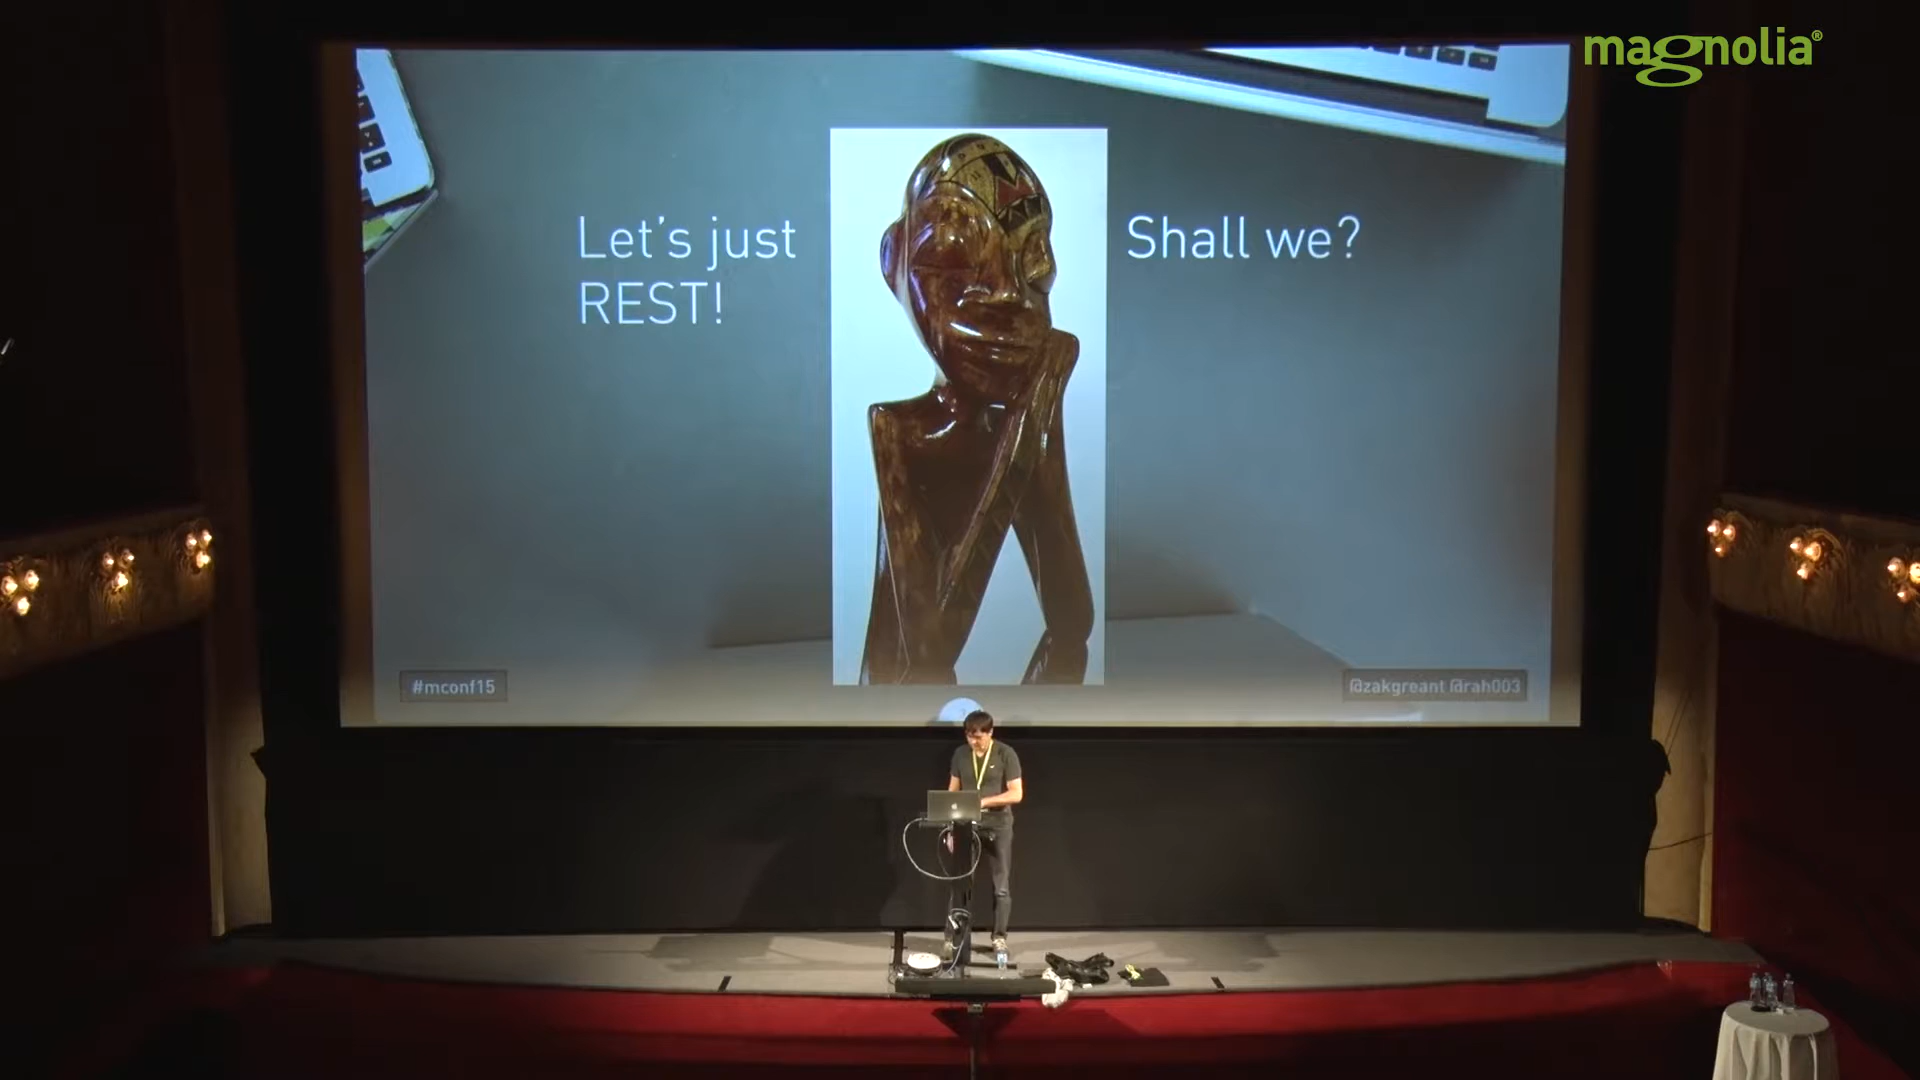 magnolia®
Let's just
REST!
Shall we?
#mconf15
@zakgreant @rah003